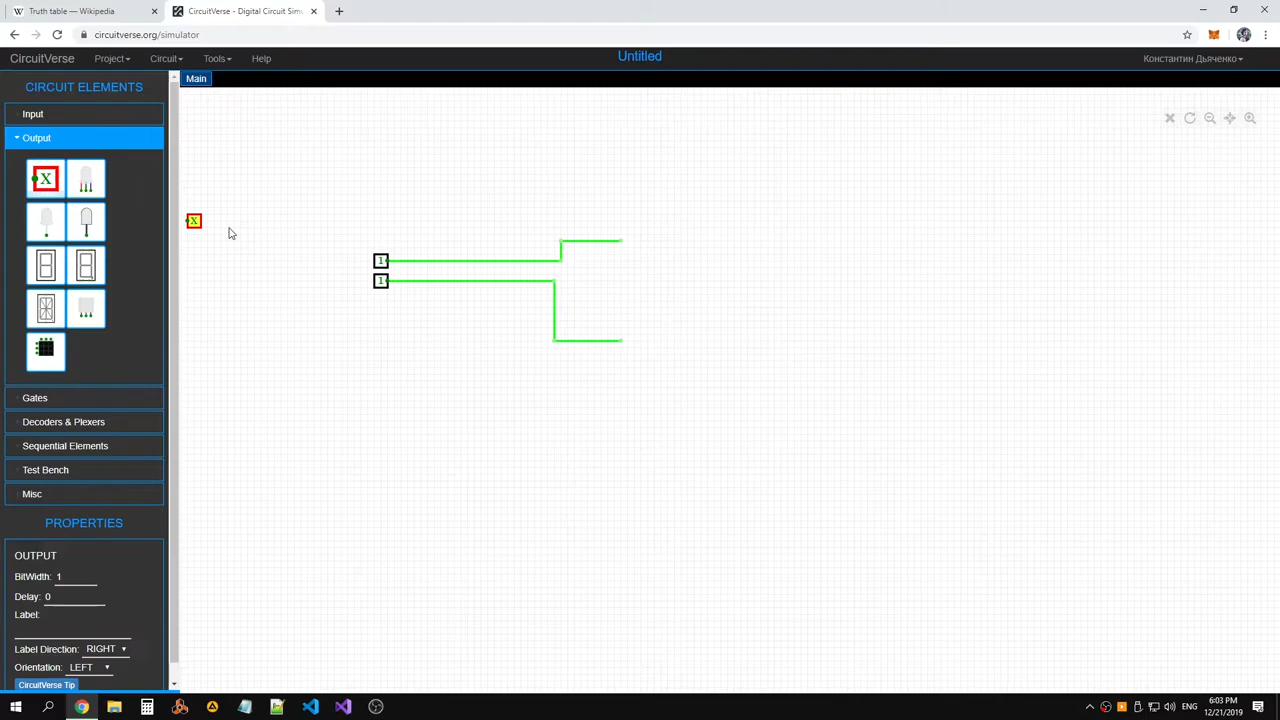 Truth table — Wikipedia
CircuitVerse - Digital Circuit Sim
circuitverse.org/simulator
CircuitVerse
Project
Circuit
Tools
Help
Untitled
Константин Дьяченко
CIRCUIT ELEMENTS
Main
Input
Output
X
X
1
1
Gates
Decoders & Plexers
Sequential Elements
Test Bench
Misc
PROPERTIES
OUTPUT
BitWidth: 1
Delay: 0
Label:
Label Direction: RIGHT
Orientation: LEFT
CircuitVerse Tip
ENG
6:03 PM
12/21/2019